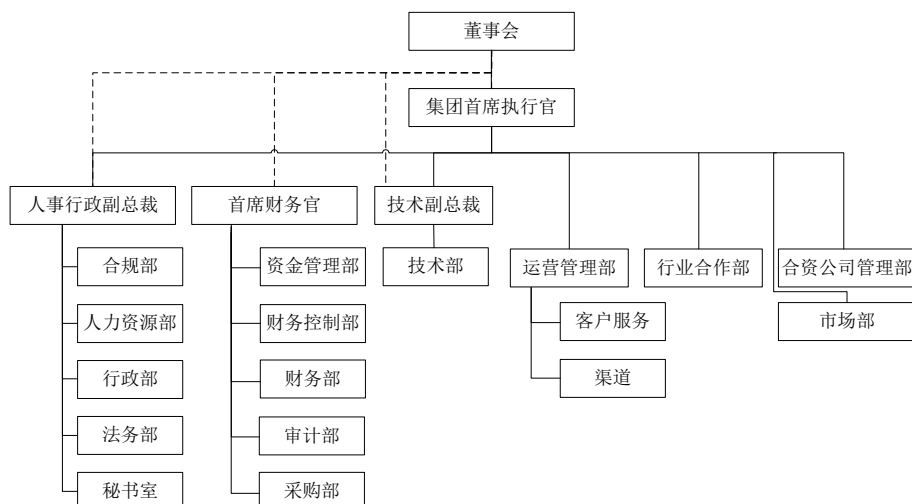 董事会
集团首席执行官
人事行政副总裁
首席财务官
技术副总裁
合规部
资金管理部
技术部
运营管理部
行业合作部
合资公司管理部
人力资源部
财务控制部
客户服务
市场部
行政部
财务部
渠道
法务部
审计部
秘书室
采购部